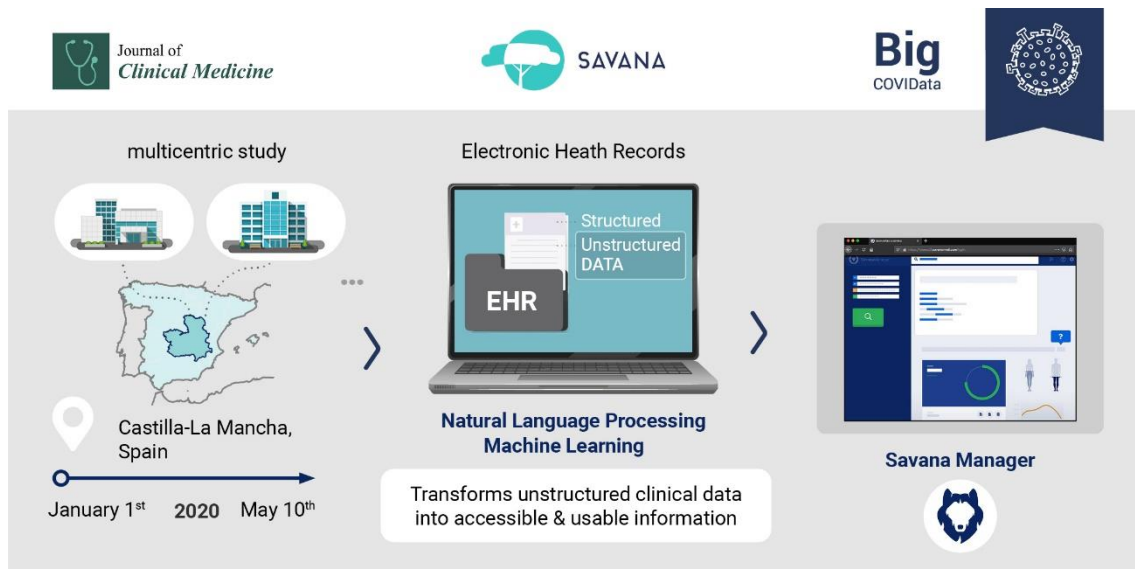 Journal of
Clinical Medicine
SAVANA
Big
COVIData
multicentric study
Electronic Heath Records
Structured
Unstructured
DATA
EHR
?
Castilla-La Mancha,
Spain
January 1st 2020 May 10th
Natural Language Processing
Machine Learning
Transforms unstructured clinical data
into accessible & usable information
Savana Manager